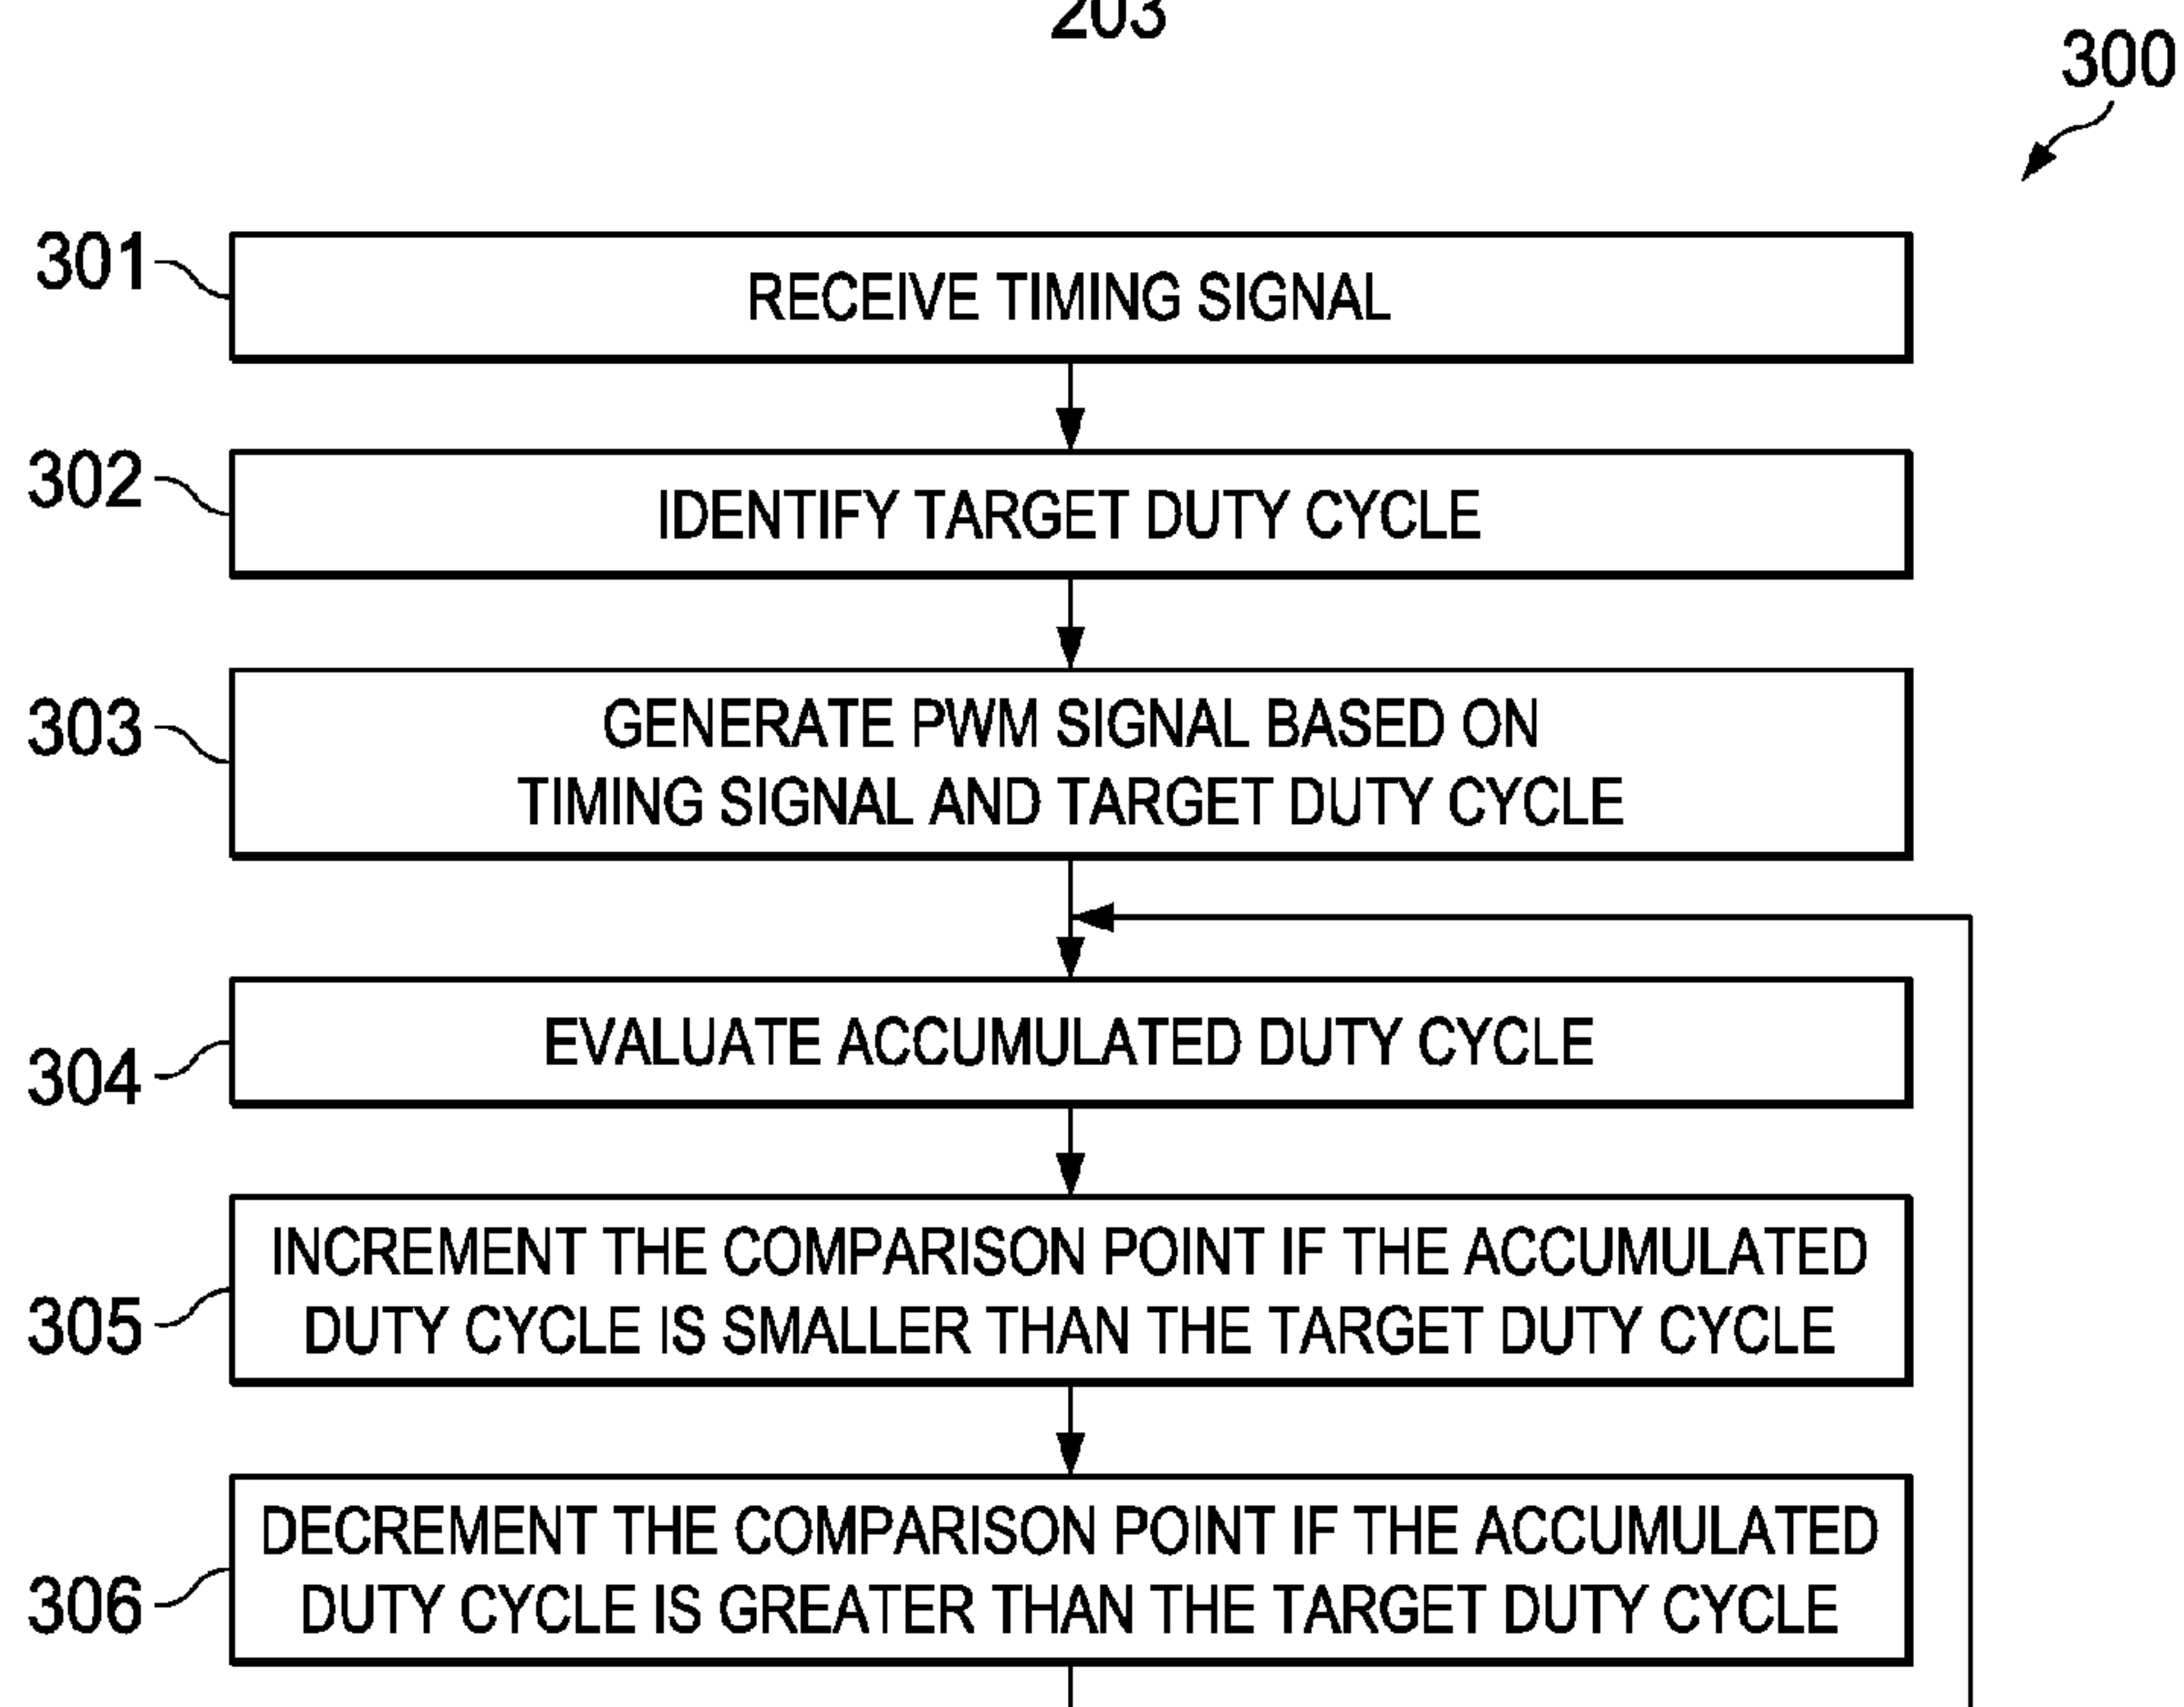 203
300
301
RECEIVE TIMING SIGNAL
302
IDENTIFY TARGET DUTY CYCLE
303
GENERATE PWM SIGNAL BASED ON
TIMING SIGNAL AND TARGET DUTY CYCLE
304
EVALUATE ACCUMULATED DUTY CYCLE
305
INCREMENT THE COMPARISON POINT IF THE ACCUMULATED
DUTY CYCLE IS SMALLER THAN THE TARGET DUTY CYCLE
306
DECREMENT THE COMPARISON POINT IF THE ACCUMULATED
DUTY CYCLE IS GREATER THAN THE TARGET DUTY CYCLE